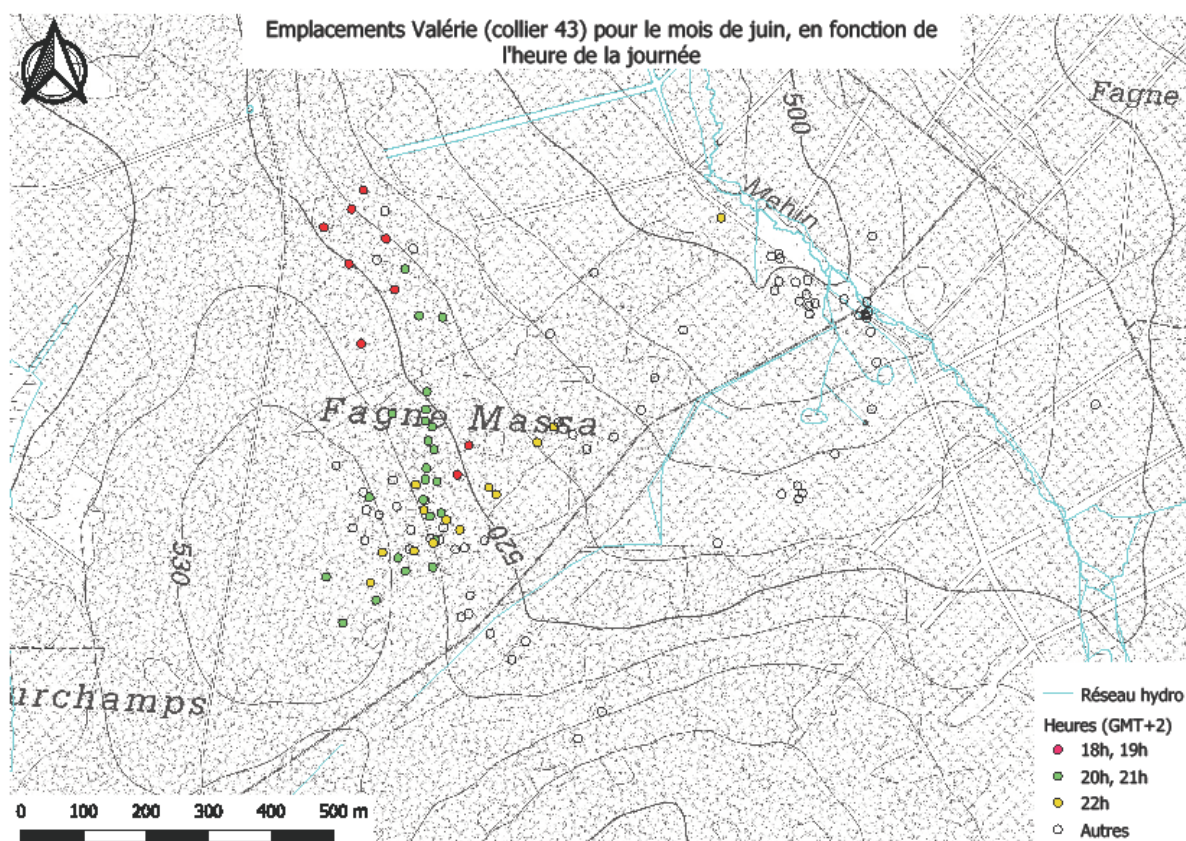 Emplacements Valérie (collier 43) pour le mois de juin, en fonction de
l'heure de la journée
Fagne
500
Mehin
Fagne Massa
520
530
urchamps
Réseau hydro
Heures (GMT+2)
18h, 19h
20h, 21h
22h
Autres
0 100 200 300 400 500 m